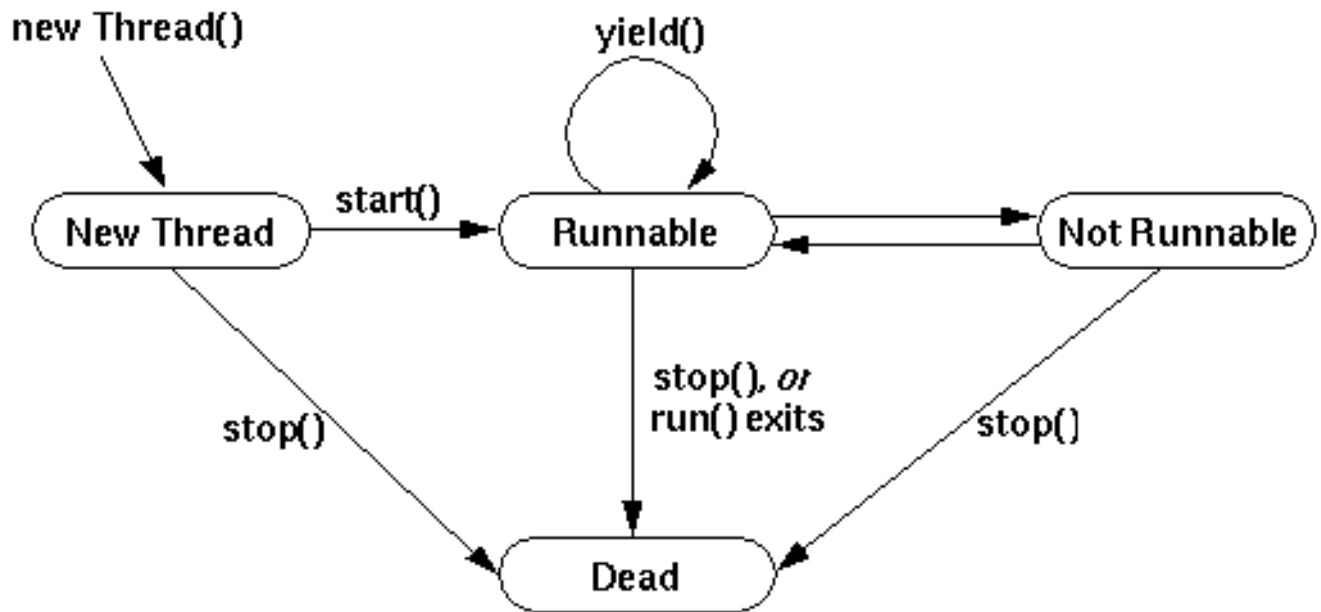 new Thread()
yield()
start()
New Thread
Runnable
Not Runnable
stop(), or
run() exits
stop()
stop()
Dead